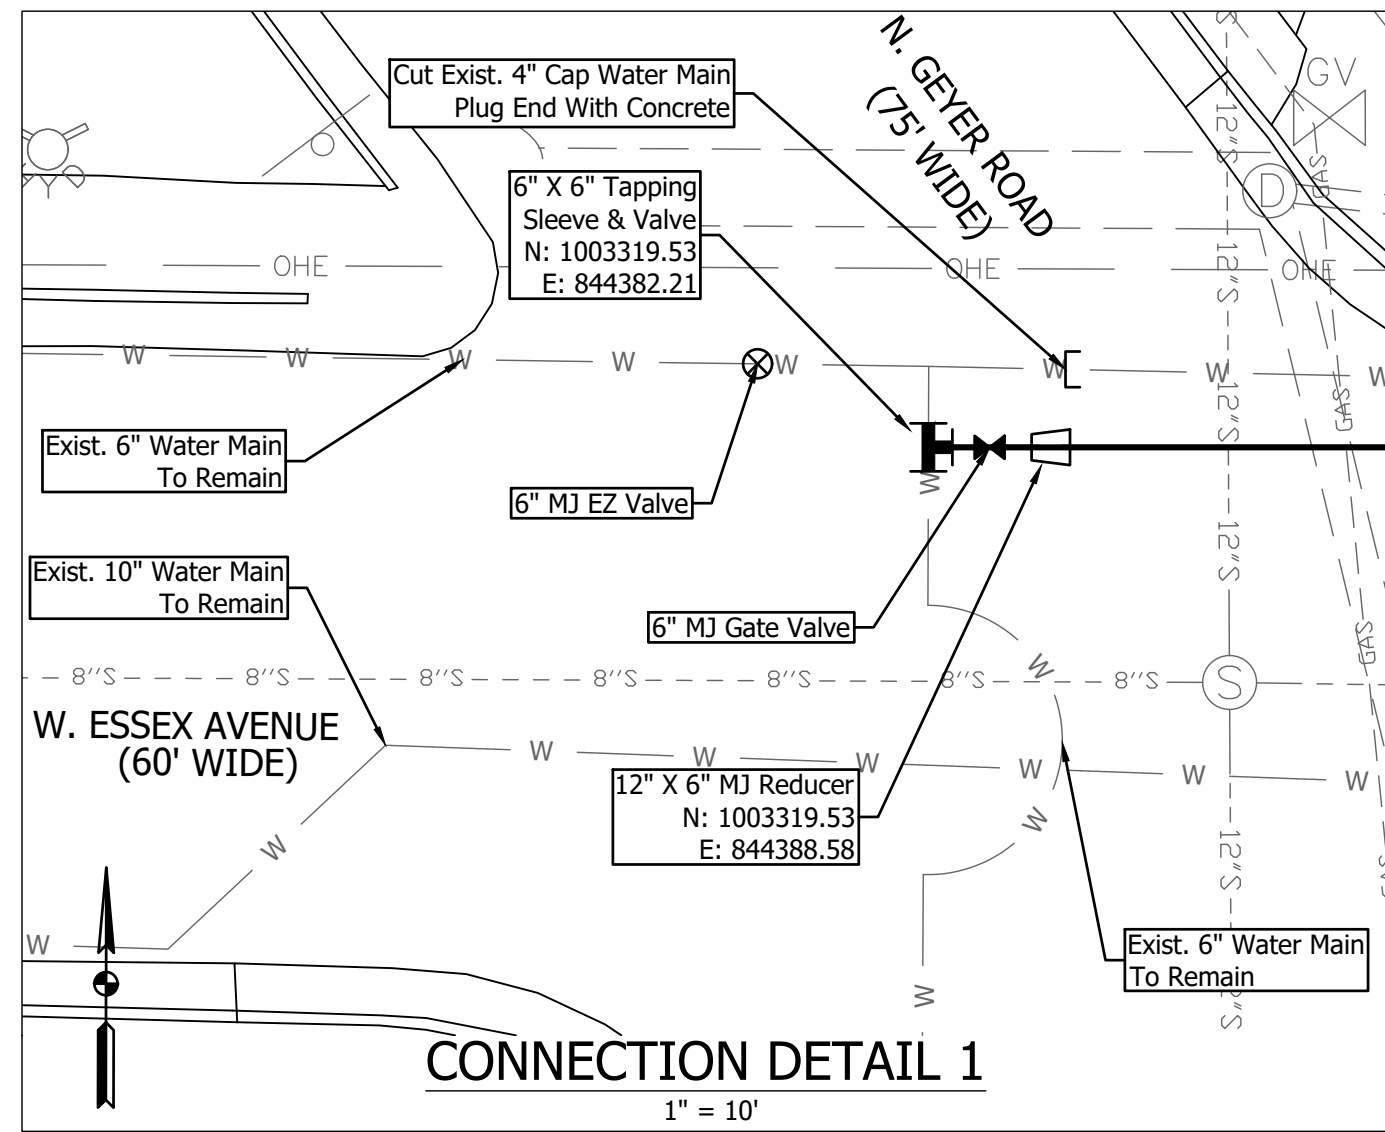 Cut Exist. 4" Cap Water Main
Plug End With Concrete
N. GEYER ROAD
(75' WIDE)
GV
6" X 6" Tapping
Sleeve & Valve
N: 1003319.53
E: 844382.21
12"S
12"S
12"S
12"S
12"S
D
GAS
OHE
OHE
OHE
W
W
W
W
W
W
W
W
GAS
Exist. 6" Water Main
To Remain
6" MJ EZ Valve
W
Exist. 10" Water Main
To Remain
6" MJ Gate Valve
GAS
W
8"S
8"S
8"S
8"S
8"S
8"S
8"S
S
W. ESSEX AVENUE
(60' WIDE)
W
W
W
W
W
W
12" X 6" MJ Reducer
N: 1003319.53
E: 844388.58
W
W
W
W
Exist. 6" Water Main
To Remain
CONNECTION DETAIL 1
1" = 10'